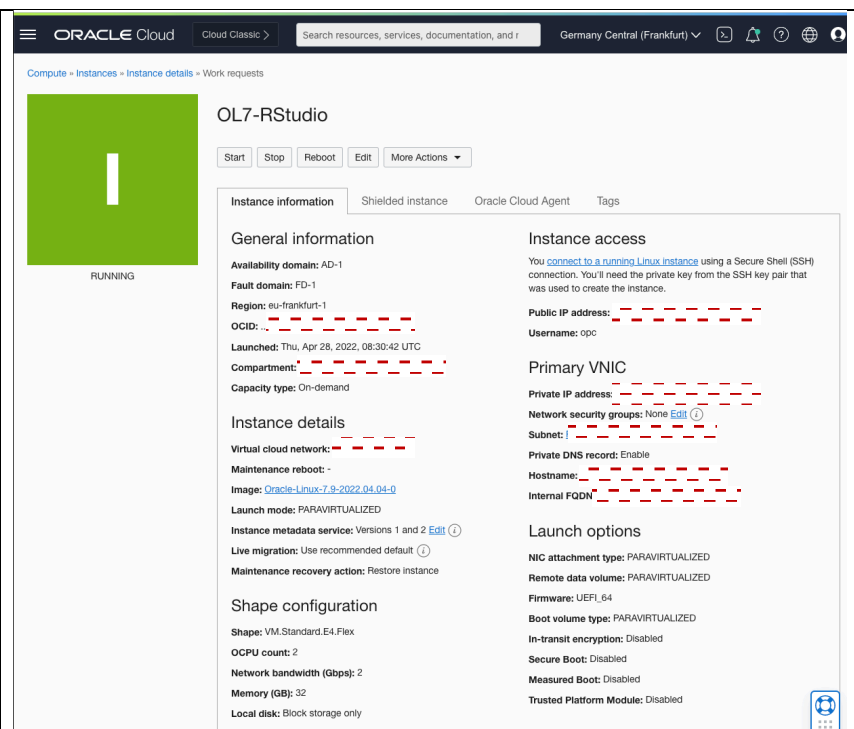 ORACLE Cloud
Cloud Classic >
Search resources, services, documentation, and r
Germany Central (Frankfurt)
Compute » Instances » Instance details » Work requests
I
RUNNING
OL7-RStudio
Start Stop Reboot Edit More Actions
Instance information Shielded instance Oracle Cloud Agent Tags
General information
Availability domain: AD-1
Fault domain: FD-1
Region: eu-frankfurt-1
OCID: ...
Launched: Thu, Apr 28, 2022, 08:30:42 UTC
Compartment:
Capacity type: On-demand
Instance details
Virtual cloud network:
Maintenance reboot: -
Image: Oracle-Linux-7.9-2022.04.04-0
Launch mode: PARAVIRTUALIZED
Instance metadata service: Versions 1 and 2 Edit i
Live migration: Use recommended default i
Maintenance recovery action: Restore instance
Shape configuration
Shape: VM.Standard.E4.Flex
OCPU count: 2
Network bandwidth (Gbps): 2
Memory (GB): 32
Local disk: Block storage only
Instance access
You connect to a running Linux instance using a Secure Shell (SSH)
connection. You'll need the private key from the SSH key pair that
was used to create the instance.
Public IP address:
Username: opc
Primary VNIC
Private IP address:
Network security groups: None Edit i
Subnet:
Private DNS record: Enable
Hostname:
Internal FQDN
Launch options
NIC attachment type: PARAVIRTUALIZED
Remote data volume: PARAVIRTUALIZED
Firmware: UEFI_64
Boot volume type: PARAVIRTUALIZED
In-transit encryption: Disabled
Secure Boot: Disabled
Measured Boot: Disabled
Trusted Platform Module: Disabled